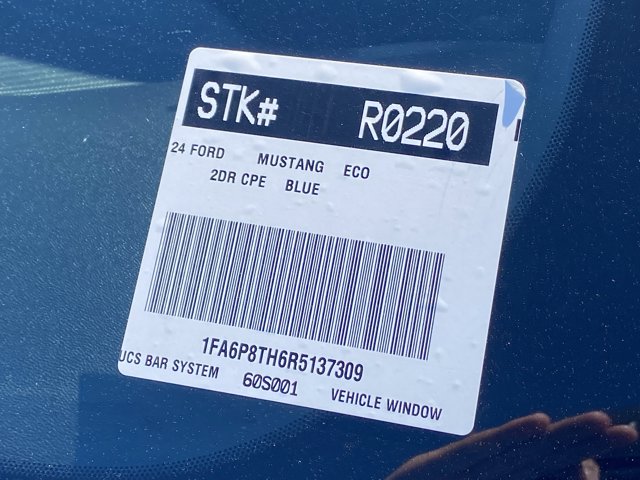 STK# R0220
24 FORD MUSTANG ECO
2DR CPE BLUE
1FA6P8TH6R5137309
UCS BAR SYSTEM 60S001 VEHICLE WINDOW